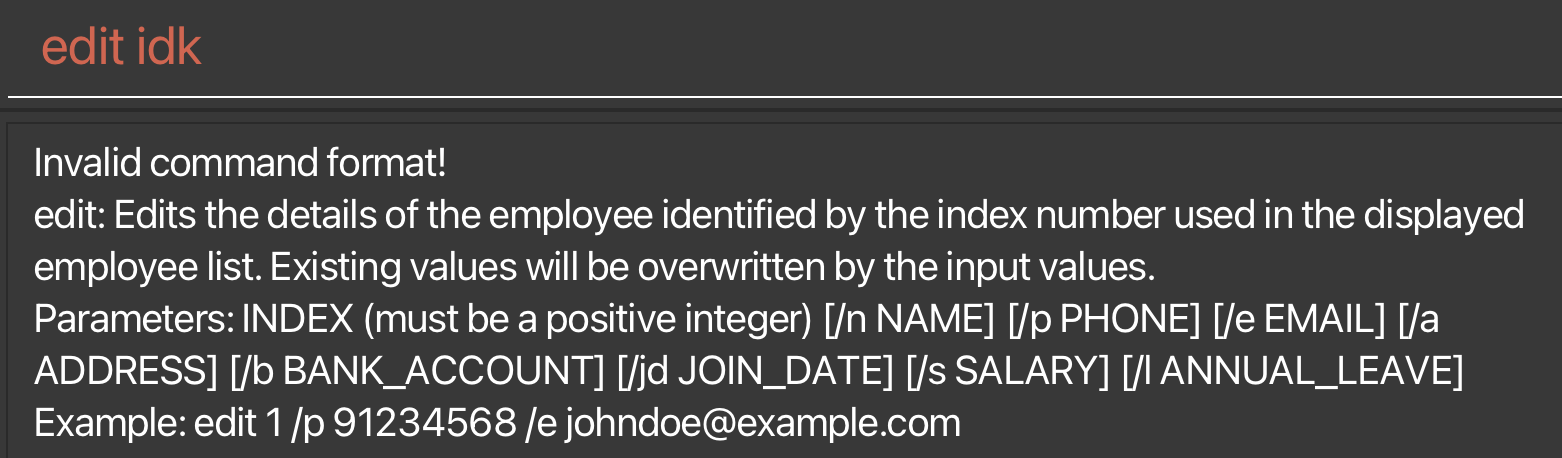 edit idk
Invalid command format!
edit: Edits the details of the employee identified by the index number used in the displayed
employee list. Existing values will be overwritten by the input values.
Parameters: INDEX (must be a positive integer) [/n NAME] [/p PHONE] [/e EMAIL] [/a
ADDRESS] [/b BANK_ACCOUNT] [/jd JOIN_DATE] [/s SALARY] [/l ANNUAL_LEAVE]
Example: edit 1 /p 91234568 /e johndoe@example.com